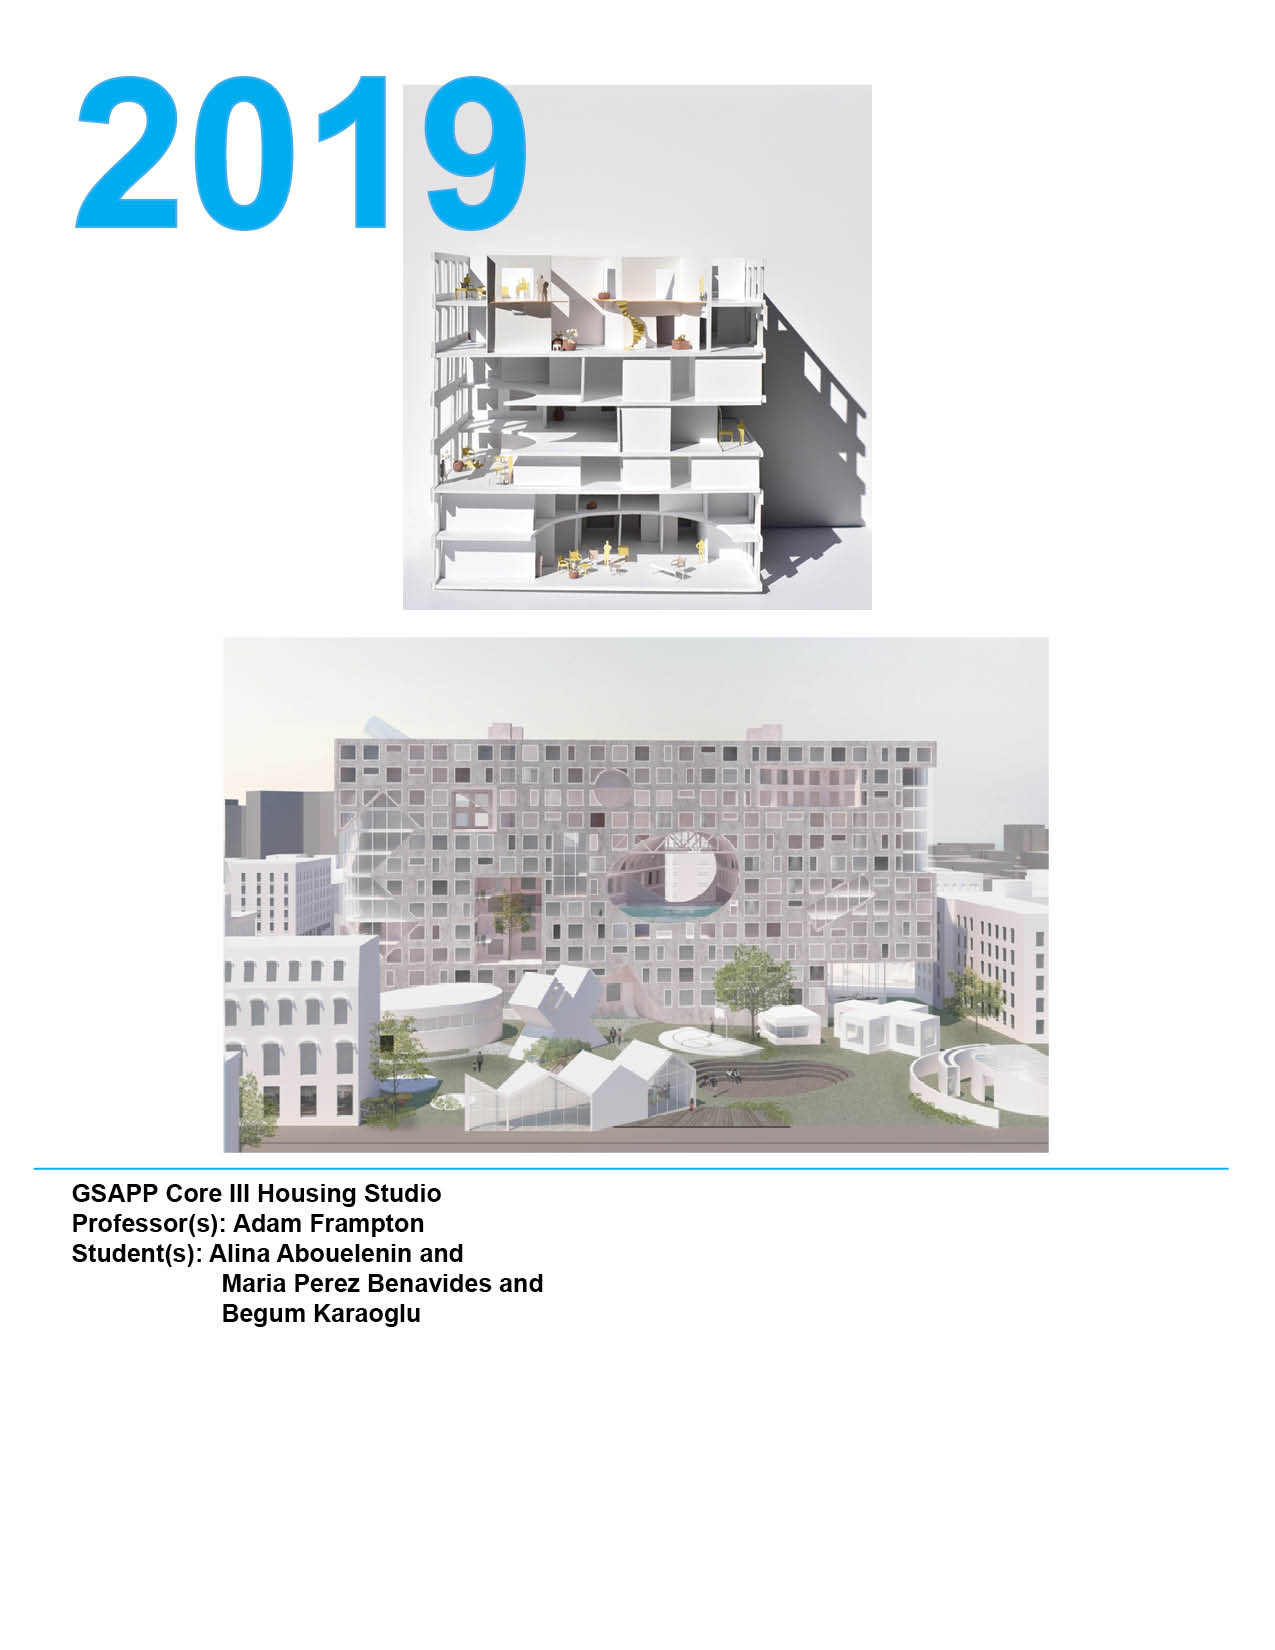 2019
GSAPP Core III Housing Studio
Professor(s): Adam Frampton
Student(s): Alina Abouelenin and
Maria Perez Benavides and
Begum Karaoglu